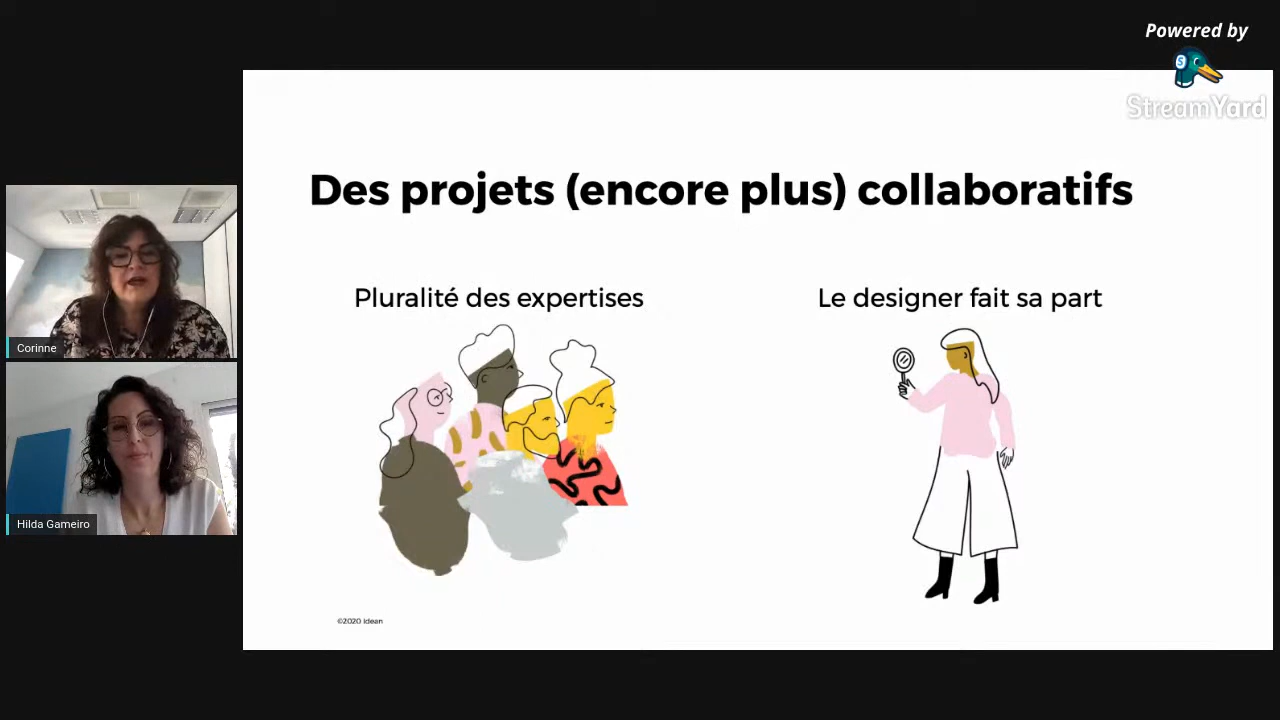 Powered by
StreamYard
Des projets (encore plus) collaboratifs
Pluralité des expertises
Le designer fait sa part
Corinne
Hilda Gameiro
©2020 Idean